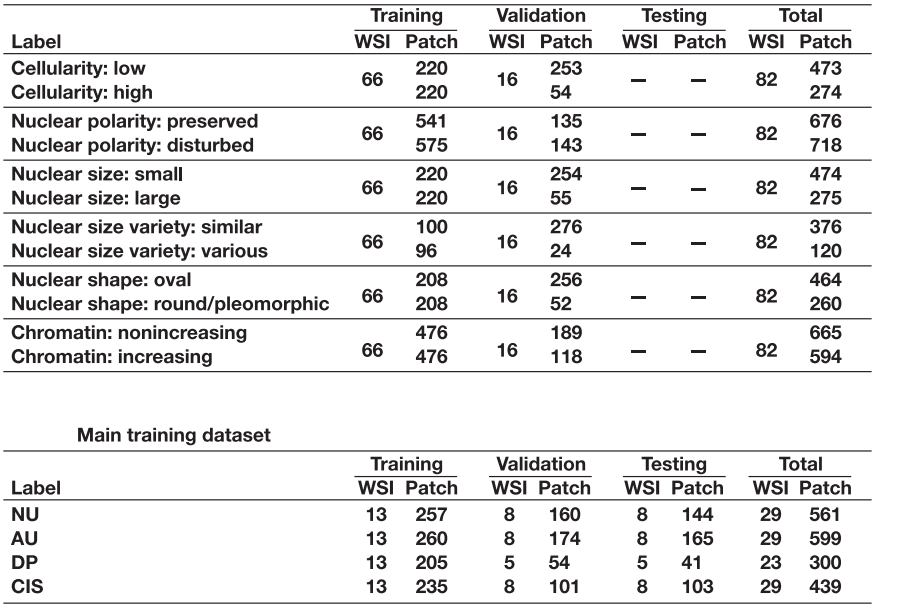 Training Validation Testing Total
Label WSI Patch WSI Patch WSI Patch WSI Patch
Cellularity: low 66 220 16 253 — — 82 473
Cellularity: high 220 54 274
Nuclear polarity: preserved 66 541 16 135 — — 82 676
Nuclear polarity: disturbed 575 143 718
Nuclear size: small 66 220 16 254 — — 82 474
Nuclear size: large 220 55 275
Nuclear size variety: similar 66 100 16 276 — — 82 376
Nuclear size variety: various 96 24 120
Nuclear shape: oval 66 208 16 256 — — 82 464
Nuclear shape: round/pleomorphic 208 52 260
Chromatin: nonincreasing 66 476 16 189 — — 82 665
Chromatin: increasing 476 118 594
Main training dataset
Training Validation Testing Total
Label WSI Patch WSI Patch WSI Patch WSI Patch
NU 13 257 8 160 8 144 29 561
AU 13 260 8 174 8 165 29 599
DP 13 205 5 54 5 41 23 300
CIS 13 235 8 101 8 103 29 439